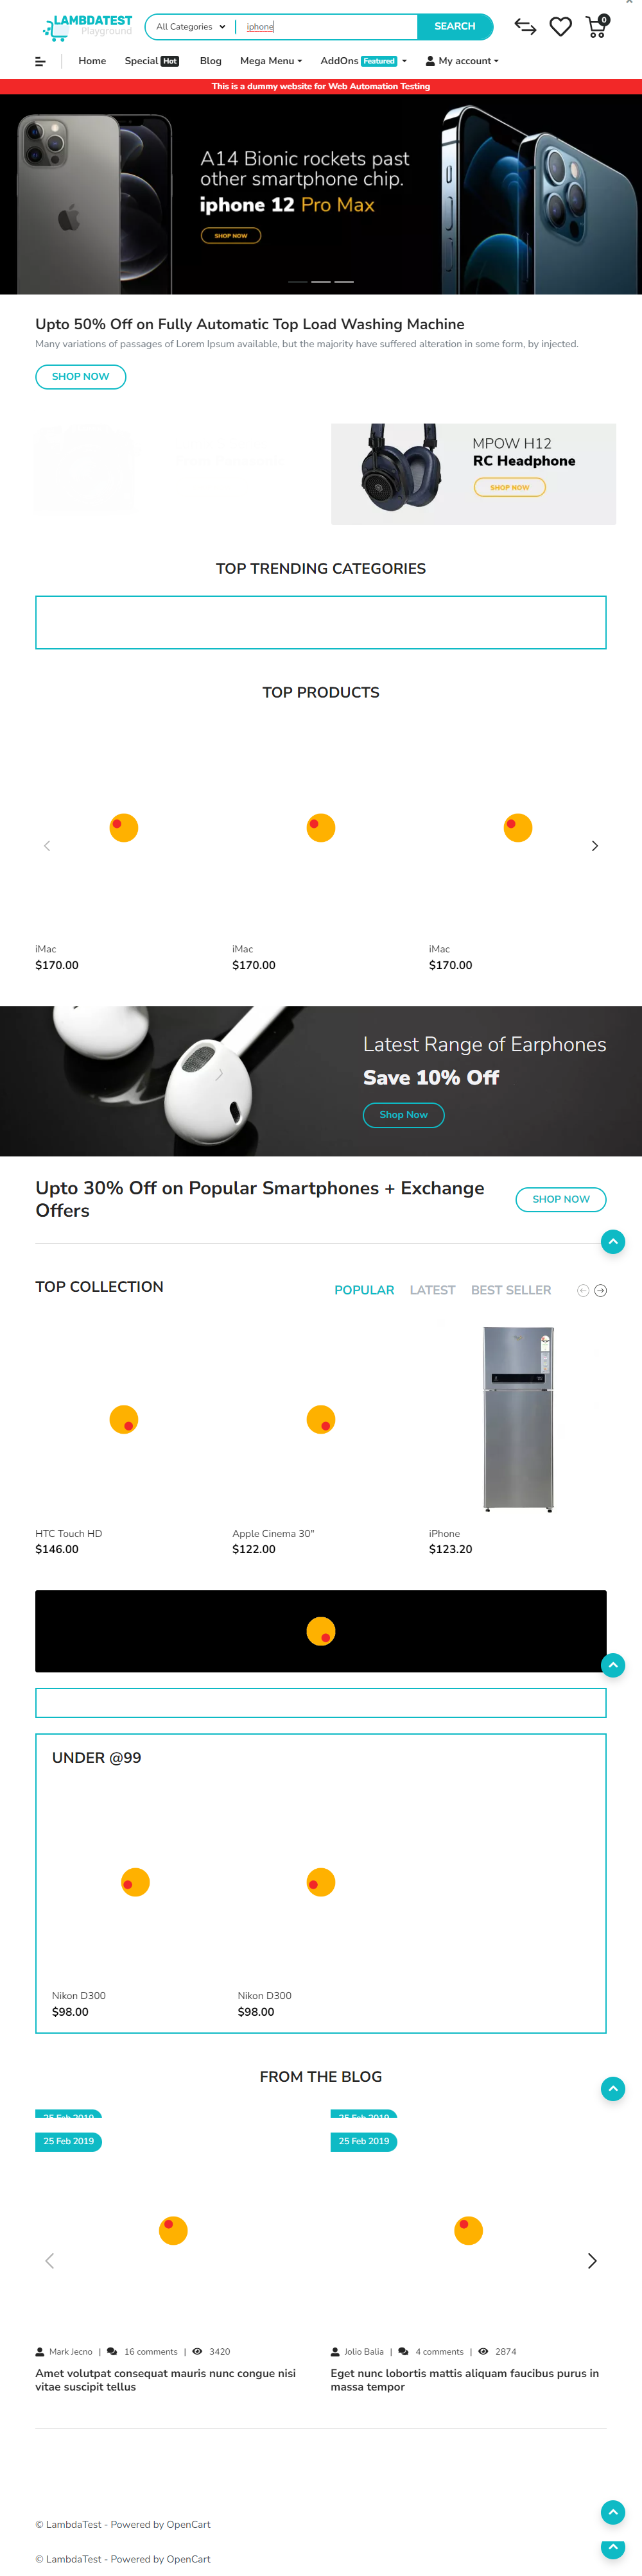 LAMBDATEST
Playground
All Categories
iphone
SEARCH
0
Home
Special Hot
Blog
Mega Menu
AddOns Featured
My account
This is a dummy website for Web Automation Testing
A14 Bionic rockets past
other smartphone chip.
iphone 12 Pro Max
SHOP NOW
Upto 50% Off on Fully Automatic Top Load Washing Machine
Many variations of passages of Lorem Ipsum available, but the majority have suffered alteration in some form, by injected.
SHOP NOW
MPOW H12
RC Headphone
SHOP NOW
TOP TRENDING CATEGORIES
TOP PRODUCTS
iMac
$170.00
iMac
$170.00
iMac
$170.00
Latest Range of Earphones
Save 10% Off
Shop Now
Upto 30% Off on Popular Smartphones + Exchange
Offers
SHOP NOW
TOP COLLECTION
POPULAR
LATEST
BEST SELLER
HTC Touch HD
$146.00
Apple Cinema 30"
$122.00
iPhone
$123.20
UNDER @99
Nikon D300
$98.00
Nikon D300
$98.00
FROM THE BLOG
25 Feb 2019
25 Feb 2019
25 Feb 2019
25 Feb 2019
Mark Jecno | 16 comments | 3420
Amet volutpat consequat mauris nunc congue nisi
vitae suscipit tellus
Jolio Balia | 4 comments | 2874
Eget nunc lobortis mattis aliquam faucibus purus in
massa tempor
© LambdaTest - Powered by OpenCart
© LambdaTest - Powered by OpenCart